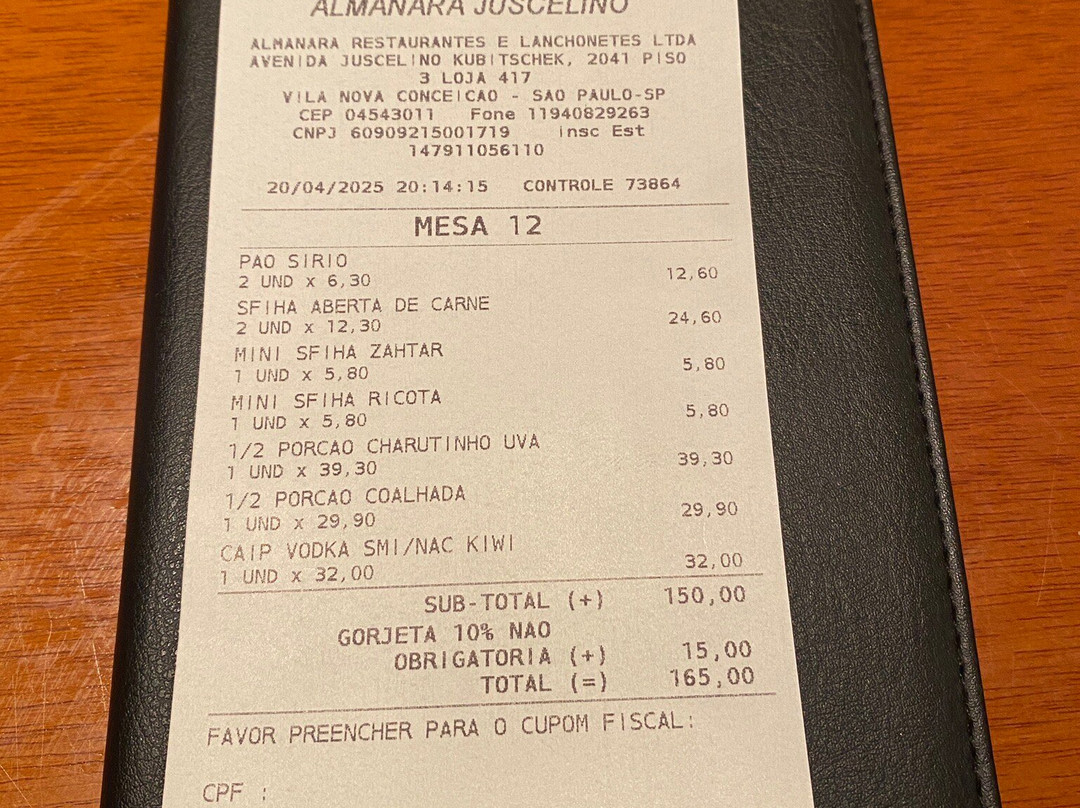 ALMANARA JUSCELINO
ALMANARA RESTAURANTES E LANCHONETES LTDA
AVENIDA JUSCELINO KUBITSCHEK, 2041 PISO
3 LOJA 417
VILA NOVA CONCEICAO - SAO PAULO-SP
CEP 04543011 Fone 11940829263
CNPJ 60909215001719 insc Est
147911056110
20/04/2025 20:14:15 CONTROLE 73864
MESA 12
PAO SIRIO
2 UND x 6,30 12,60
SFIHA ABERTA DE CARNE
2 UND x 12,30 24,60
MINI SFIHA ZAHTAR
1 UND x 5,80 5,80
MINI SFIHA RICOTA
1 UND x 5,80 5,80
1/2 PORCAO CHARUTINHO UVA
1 UND x 39,30 39,30
1/2 PORCAO COALHADA
1 UND x 29,90 29,90
CAIP VODKA SMI/NAC KIWI
1 UND x 32,00 32,00
SUB-TOTAL (+) 150,00
GORJETA 10% NAO
OBRIGATORIA (+) 15,00
TOTAL (=) 165,00
FAVOR PREENCHER PARA O CUPOM FISCAL:
CPF :